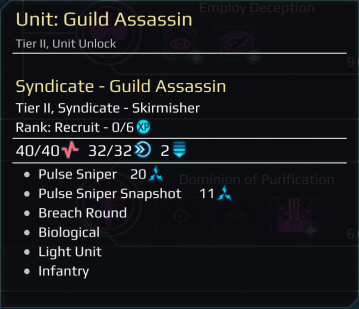 Employ Deception
Unit: Guild Assassin
Tier II, Unit Unlock
Syndicate - Guild Assassin
Tier II, Syndicate - Skirmisher
Rank: Recruit - 0/6 XP
40/40 32/32 2
Pulse Sniper 20
Pulse Sniper Snapshot 11
Dominion of Purification
Breach Round
Biological
Light Unit
Infantry